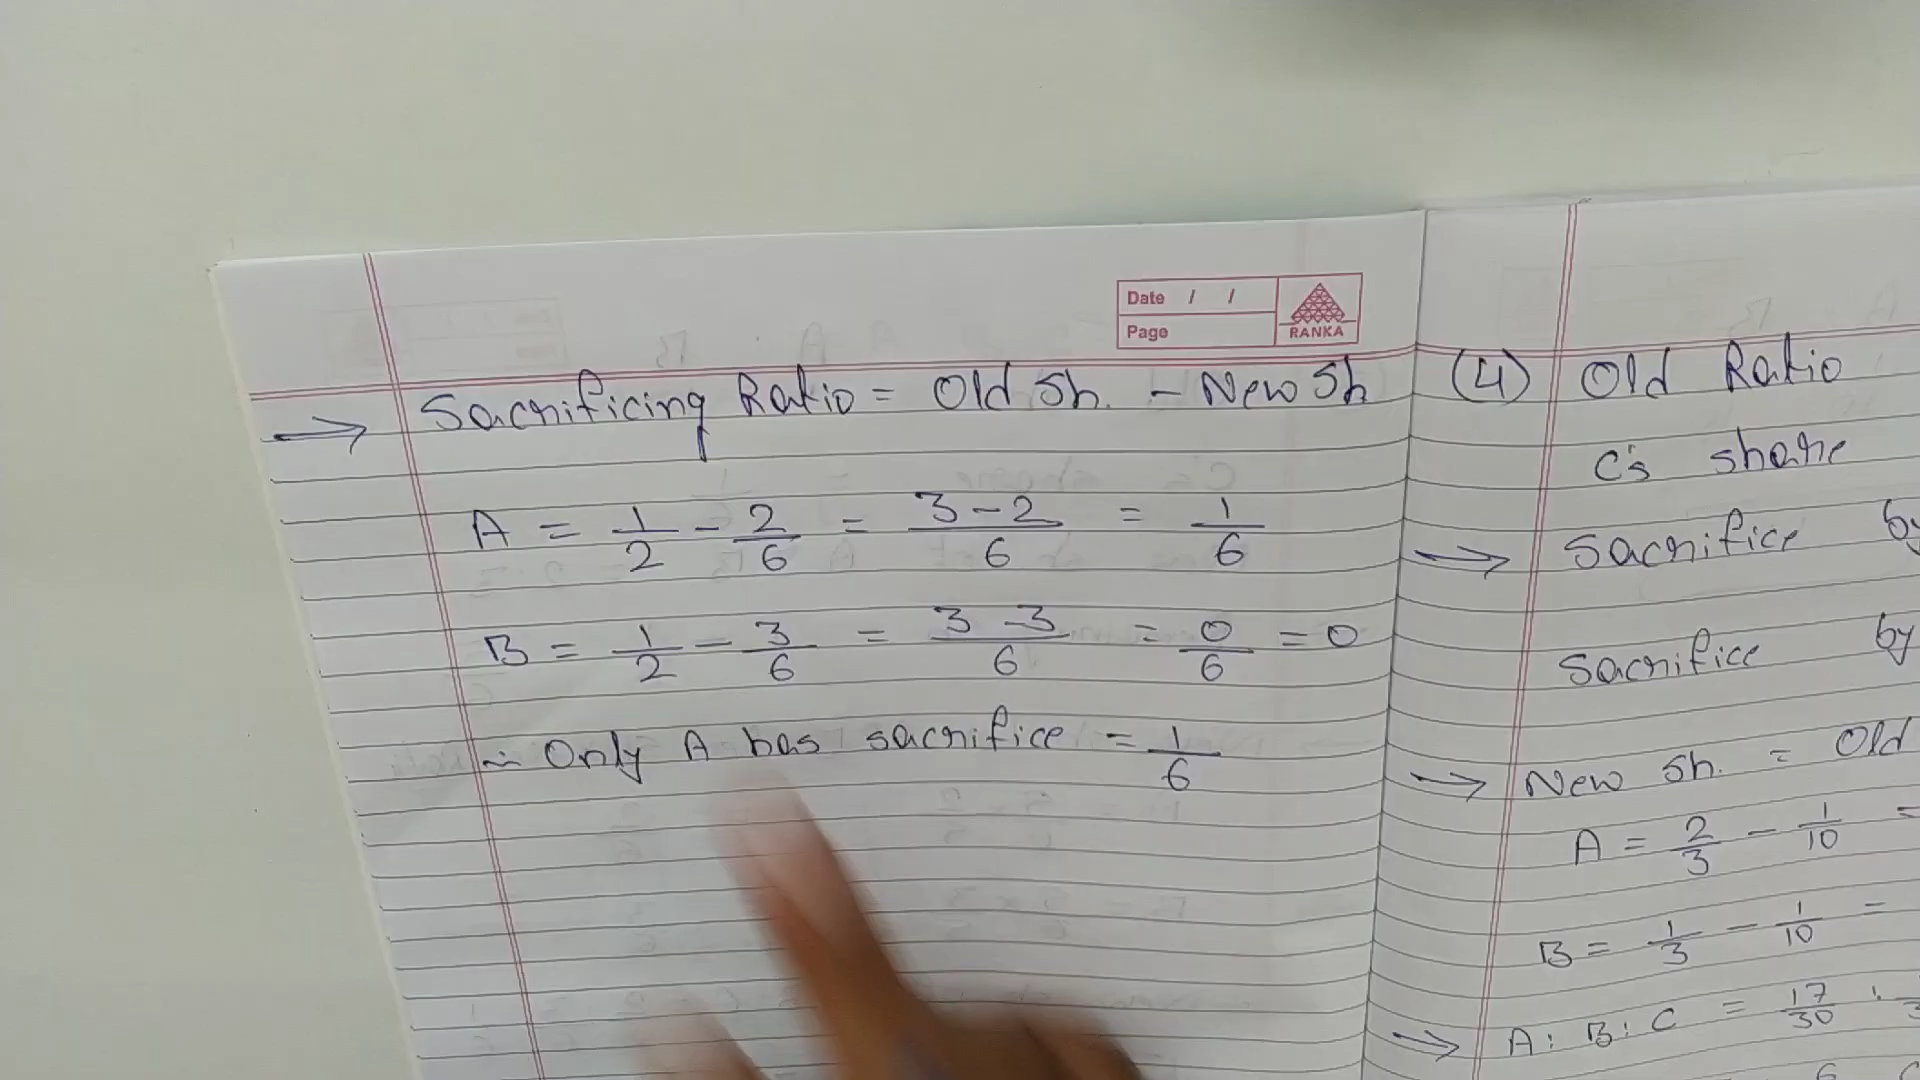 Date / /
Page
RANKA
→ Sacrificing Ratio = Old Sh. - New Sh
A = 1/2 - 2/6 = 3-2/6 = 1/6
B = 1/2 - 3/6 = 3-3/6 = 0/6 = 0
∴ Only A has sacrifice = 1/6
(4) Old Ratio
C's share
→ Sacrifice by
Sacrifice by
→ New Sh. = Old
A = 2/3 - 1/10 =
B = 1/3 - 1/10 =
→ A : B : C = 17/30 :